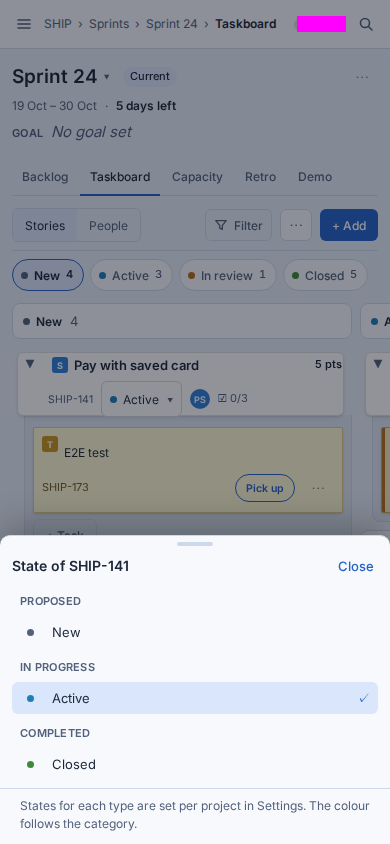 SHIP › Sprints › Sprint 24 › Taskboard
Sprint 24 ▾ Current ...
19 Oct – 30 Oct · 5 days left
GOAL No goal set
Backlog Taskboard Capacity Retro Demo
Stories People Filter ... + Add
New 4 Active 3 In review 1 Closed 5
New 4 A
▼ S Pay with saved card 5 pts ▼
SHIP-141 Active ▾ PS ☑ 0/3
T E2E test
SHIP-173 Pick up ...
+ Task
State of SHIP-141 Close
PROPOSED
New
IN PROGRESS
Active ✓
COMPLETED
Closed
States for each type are set per project in Settings. The colour
follows the category.